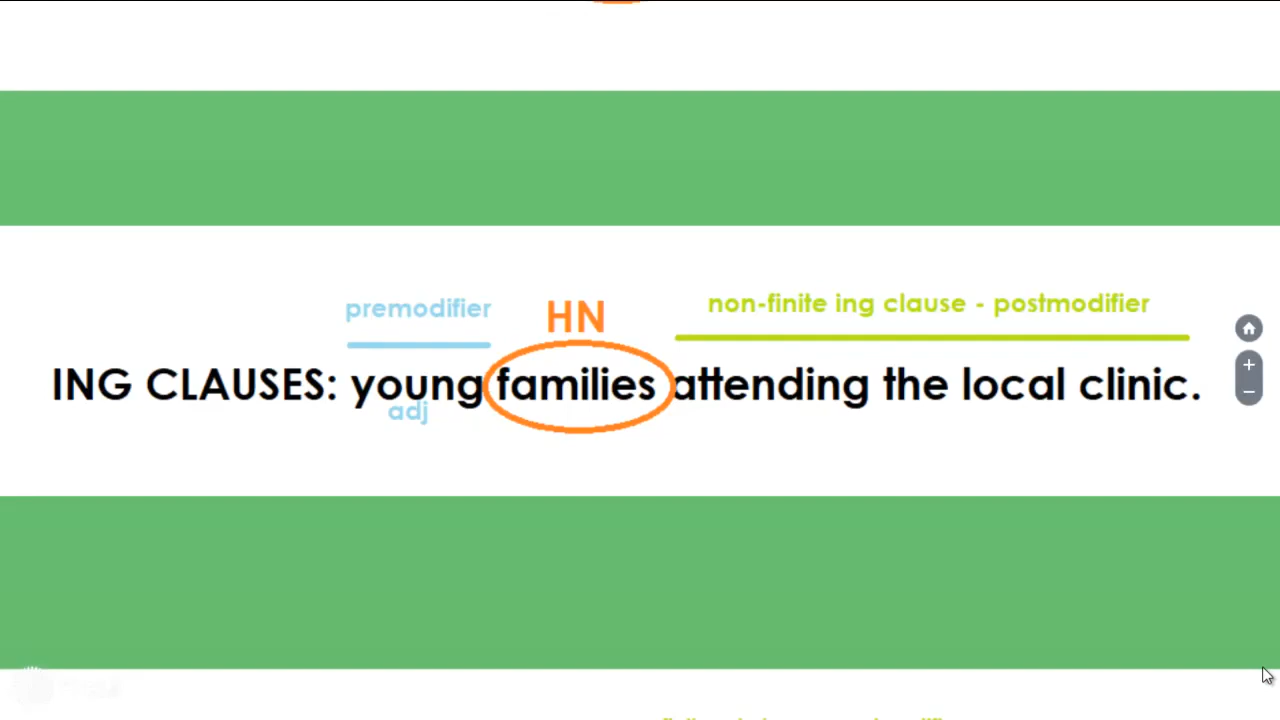 premodifier
HN
non-finite ing clause - postmodifier
ING CLAUSES: young families attending the local clinic.
adj